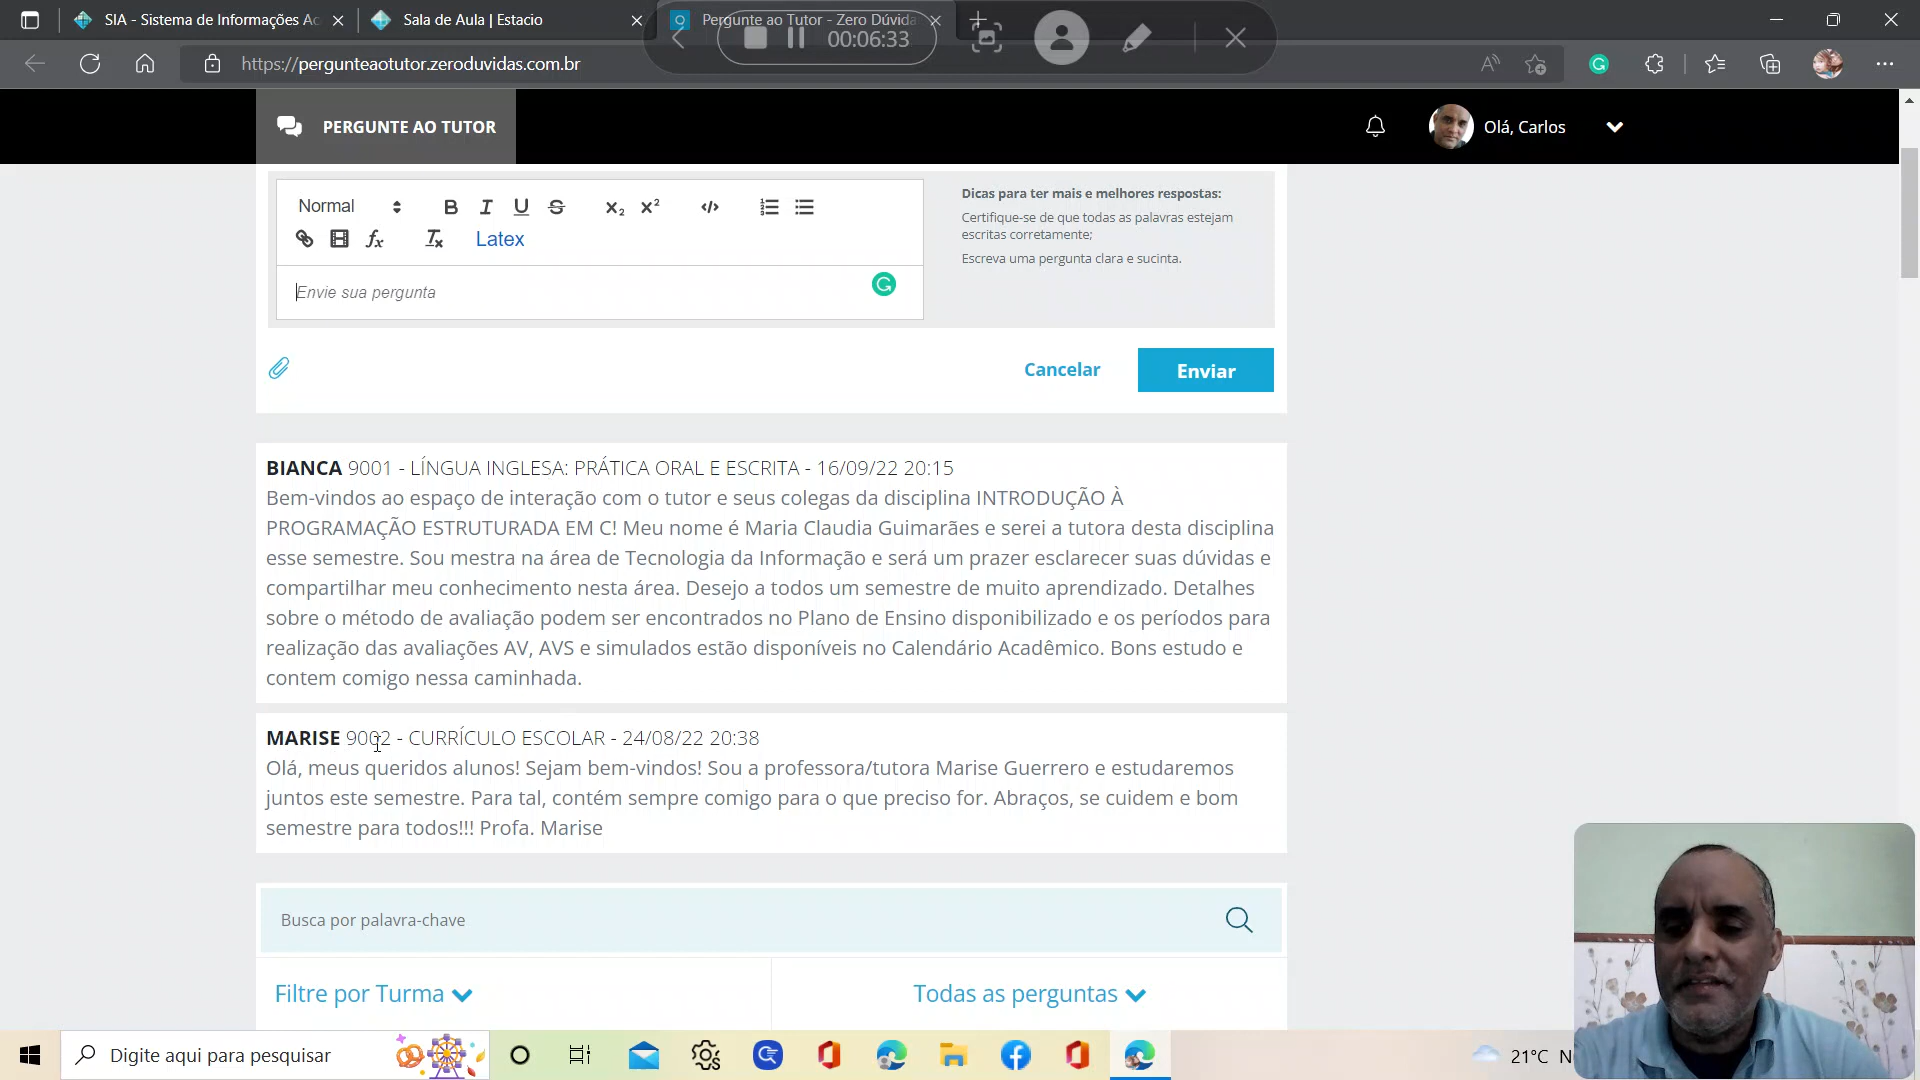 SIA - Sistema de Informações Ac
Sala de Aula | Estacio
Pergunte ao Tutor - Zero Dúvida
00:06:33
https://pergunteaotutor.zeroduvidas.com.br
PERGUNTE AO TUTOR
Olá, Carlos
Normal
Latex
Envie sua pergunta
Dicas para ter mais e melhores respostas:
Certifique-se de que todas as palavras estejam
escritas corretamente;
Escreva uma pergunta clara e sucinta.
Cancelar
Enviar
BIANCA 9001 - LÍNGUA INGLESA: PRÁTICA ORAL E ESCRITA - 16/09/22 20:15
Bem-vindos ao espaço de interação com o tutor e seus colegas da disciplina INTRODUÇÃO À
PROGRAMAÇÃO ESTRUTURADA EM C! Meu nome é Maria Claudia Guimarães e serei a tutora desta disciplina
esse semestre. Sou mestra na área de Tecnologia da Informação e será um prazer esclarecer suas dúvidas e
compartilhar meu conhecimento nesta área. Desejo a todos um semestre de muito aprendizado. Detalhes
sobre o método de avaliação podem ser encontrados no Plano de Ensino disponibilizado e os períodos para
realização das avaliações AV, AVS e simulados estão disponíveis no Calendário Acadêmico. Bons estudo e
contem comigo nessa caminhada.
MARISE 9002 - CURRÍCULO ESCOLAR - 24/08/22 20:38
Olá, meus queridos alunos! Sejam bem-vindos! Sou a professora/tutora Marise Guerrero e estudaremos
juntos este semestre. Para tal, contém sempre comigo para o que preciso for. Abraços, se cuidem e bom
semestre para todos!!! Profa. Marise
Busca por palavra-chave
Filtre por Turma
Todas as perguntas
Digite aqui para pesquisar
21°C N